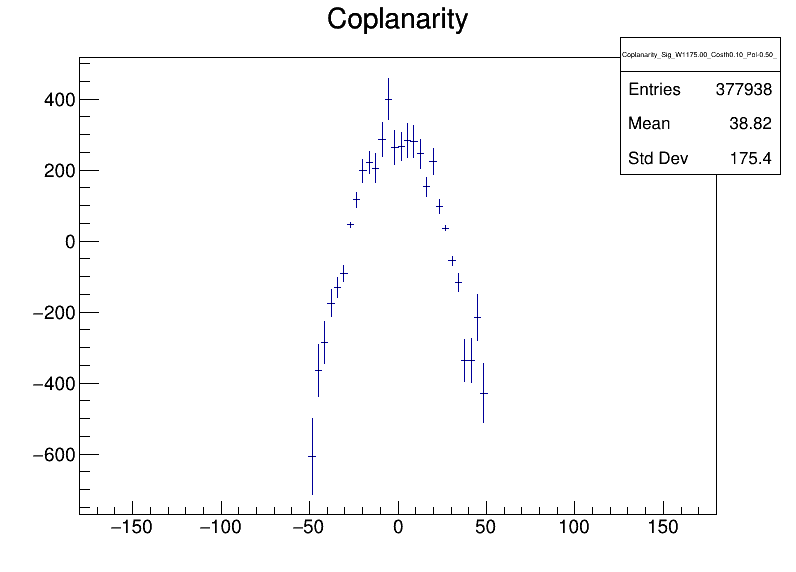 Coplanarity
Coplanarity_Sig_W1175.00_Costh0.10_Pol-0.50_
Entries 377938
Mean 38.82
Std Dev 175.4
400
200
0
−200
−400
−600
−150 −100 −50 0 50 100 150